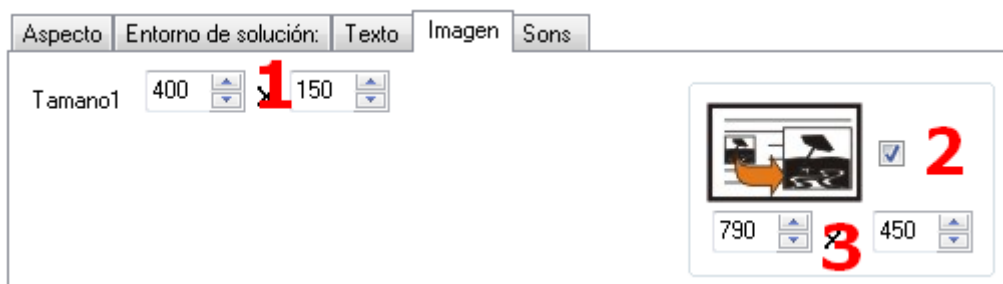 Aspecto Entorno de solución: Texto Imagen Sons
Tamano1 400 x 150
1
2
790 x 450
3